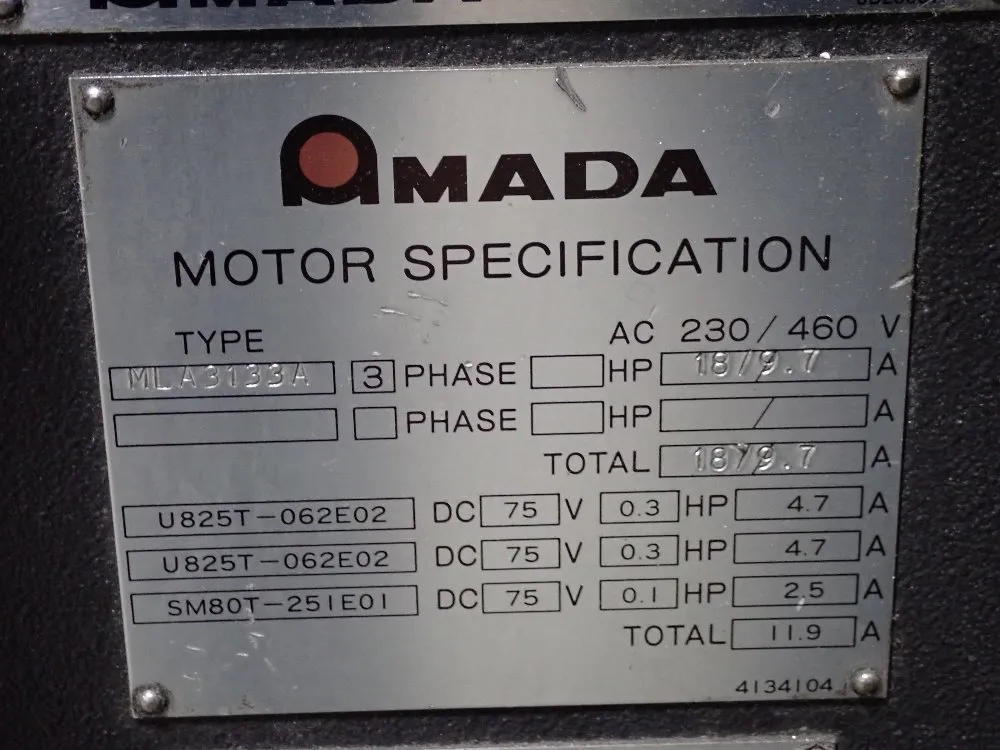 AMADA
AMADA
MOTOR SPECIFICATION
TYPE AC 230/460 V
MLA3133A 3 PHASE HP 18/9.7 A
PHASE HP / A
TOTAL 18/9.7 A
U825T-062E02 DC 75 V 0.3 HP 4.7 A
U825T-062E02 DC 75 V 0.3 HP 4.7 A
SM80T-251E01 DC 75 V 0.1 HP 2.5 A
TOTAL 11.9 A
4134104